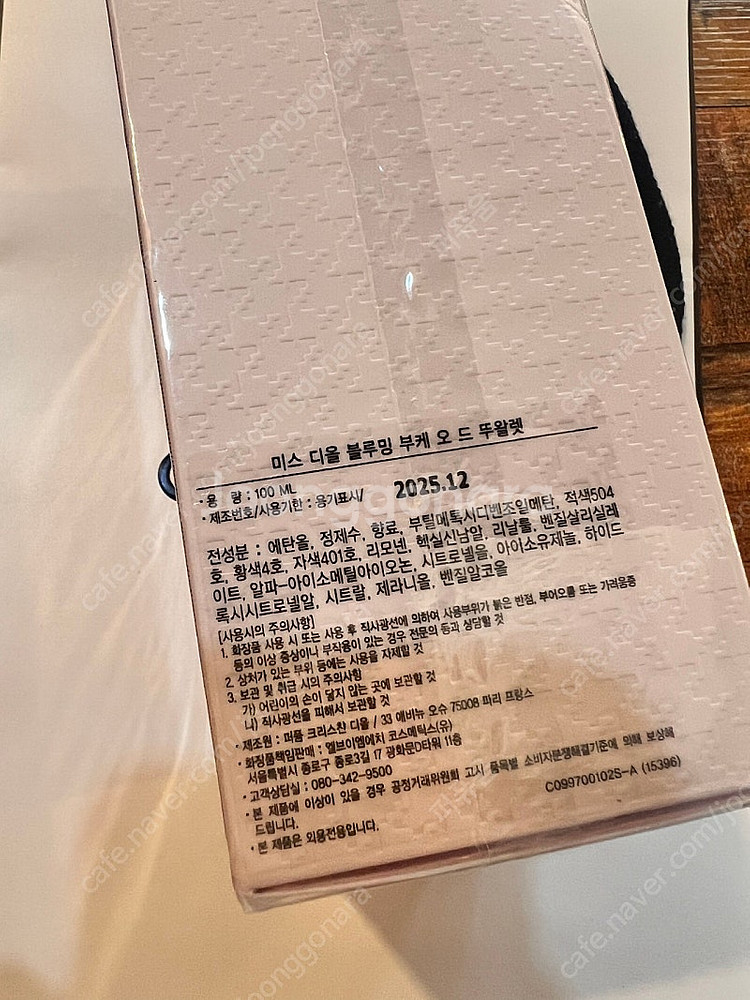 미스 디올 블루밍 부케 오 드 뚜왈렛
· 용 량 : 100 ML
· 제조번호/사용기한 : 용기표시/ 2025.12
전성분 : 에탄올, 정제수, 향료, 부틸메톡시디벤조일메탄, 적색504
호, 황색4호, 자색401호, 리모넨, 헥실신남알, 리날룰, 벤질살리실레
이트, 알파-아이소메틸아이오논, 시트로넬올, 아이소유제놀, 하이드
록시시트로넬알, 시트랄, 제라니올, 벤질알코올
[사용시의 주의사항]
1. 화장품 사용 시 또는 사용 후 직사광선에 의하여 사용부위가 붉은 반점, 부어오름 또는 가려움증
등의 이상 증상이나 부작용이 있는 경우 전문의 등과 상담할 것
2. 상처가 있는 부위 등에는 사용을 자제할 것
3. 보관 및 취급 시의 주의사항
가) 어린이의 손이 닿지 않는 곳에 보관할 것
나) 직사광선을 피해서 보관할 것
· 제조원 : 퍼퓸 크리스챤 디올 / 33 애비뉴 오슈 75008 파리 프랑스
· 화장품책임판매 : 엘브이엠에치 코스메틱스(유)
서울특별시 종로구 종로3길 17 광화문D타워 11층
· 고객상담실 : 080-342-9500
· 본 제품에 이상이 있을 경우 공정거래위원회 고시 품목별 소비자분쟁해결기준에 의해 보상해
드립니다.
· 본 제품은 외용전용입니다.
C099700102S-A (15396)
cafe.naver.com/joonggonara
joonggonara